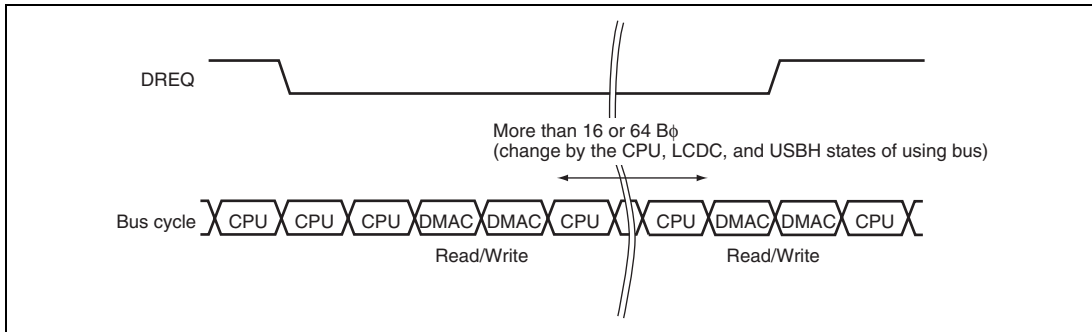 DREQ
More than 16 or 64 Bϕ
(change by the CPU, LCDC, and USBH states of using bus)
Bus cycle CPU CPU CPU DMAC DMAC CPU CPU DMAC DMAC CPU
Read/Write Read/Write